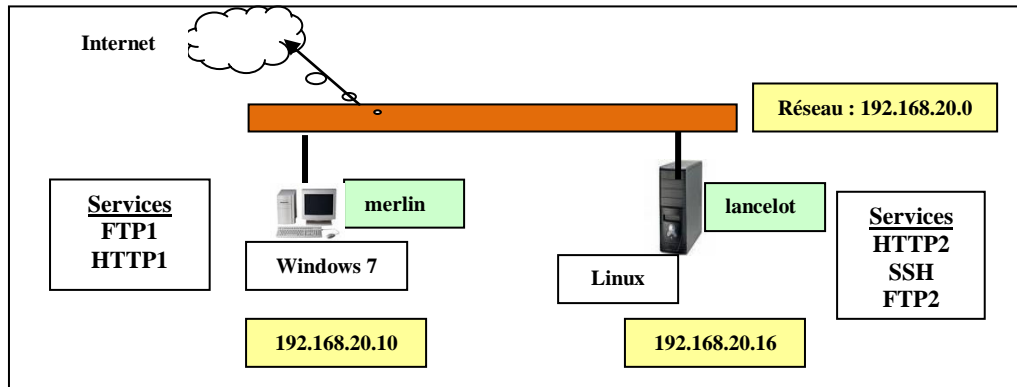 Internet
Réseau : 192.168.20.0
Services
FTP1
HTTP1
merlin
Windows 7
192.168.20.10
lancelot
Linux
192.168.20.16
Services
HTTP2
SSH
FTP2